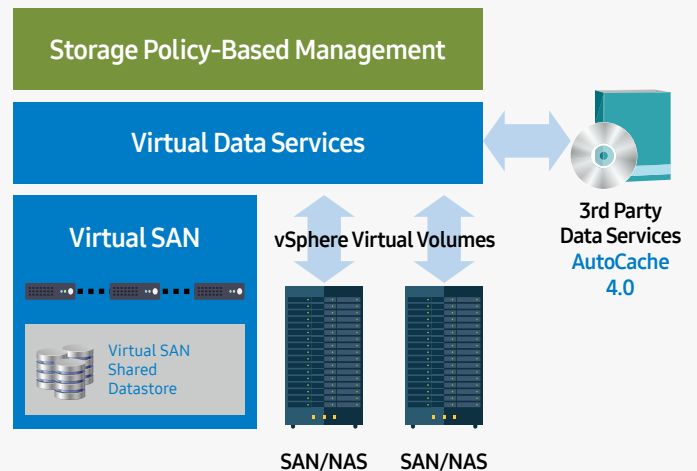 Storage Policy-Based Management
Virtual Data Services
Virtual SAN
vSphere Virtual Volumes
3rd Party
Data Services
AutoCache
4.0
Virtual SAN
Shared
Datastore
SAN/NAS
SAN/NAS